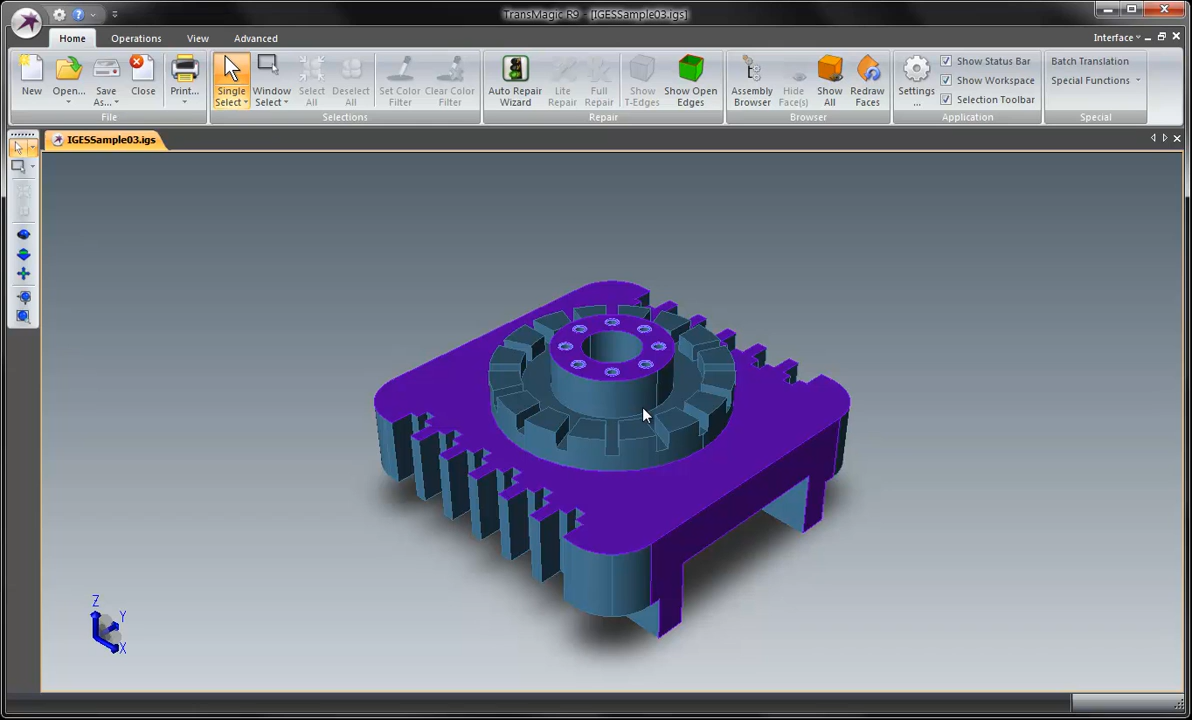 TransMagic R9 - [IGESSample03.igs]
Home Operations View Advanced
Interface
New
Open...
Save As...
Close
Print...
File
Single Select
Window Select
Select All
Deselect All
Set Color Filter
Clear Color Filter
Selections
Auto Repair Wizard
Lite Repair
Full Repair
Show T-Edges
Show Open Edges
Repair
Assembly Browser
Hide Face(s)
Show All
Redraw Faces
Browser
Settings ...
Show Status Bar
Show Workspace
Selection Toolbar
Application
Batch Translation
Special Functions
Special
IGESSample03.igs
Z
Y
X